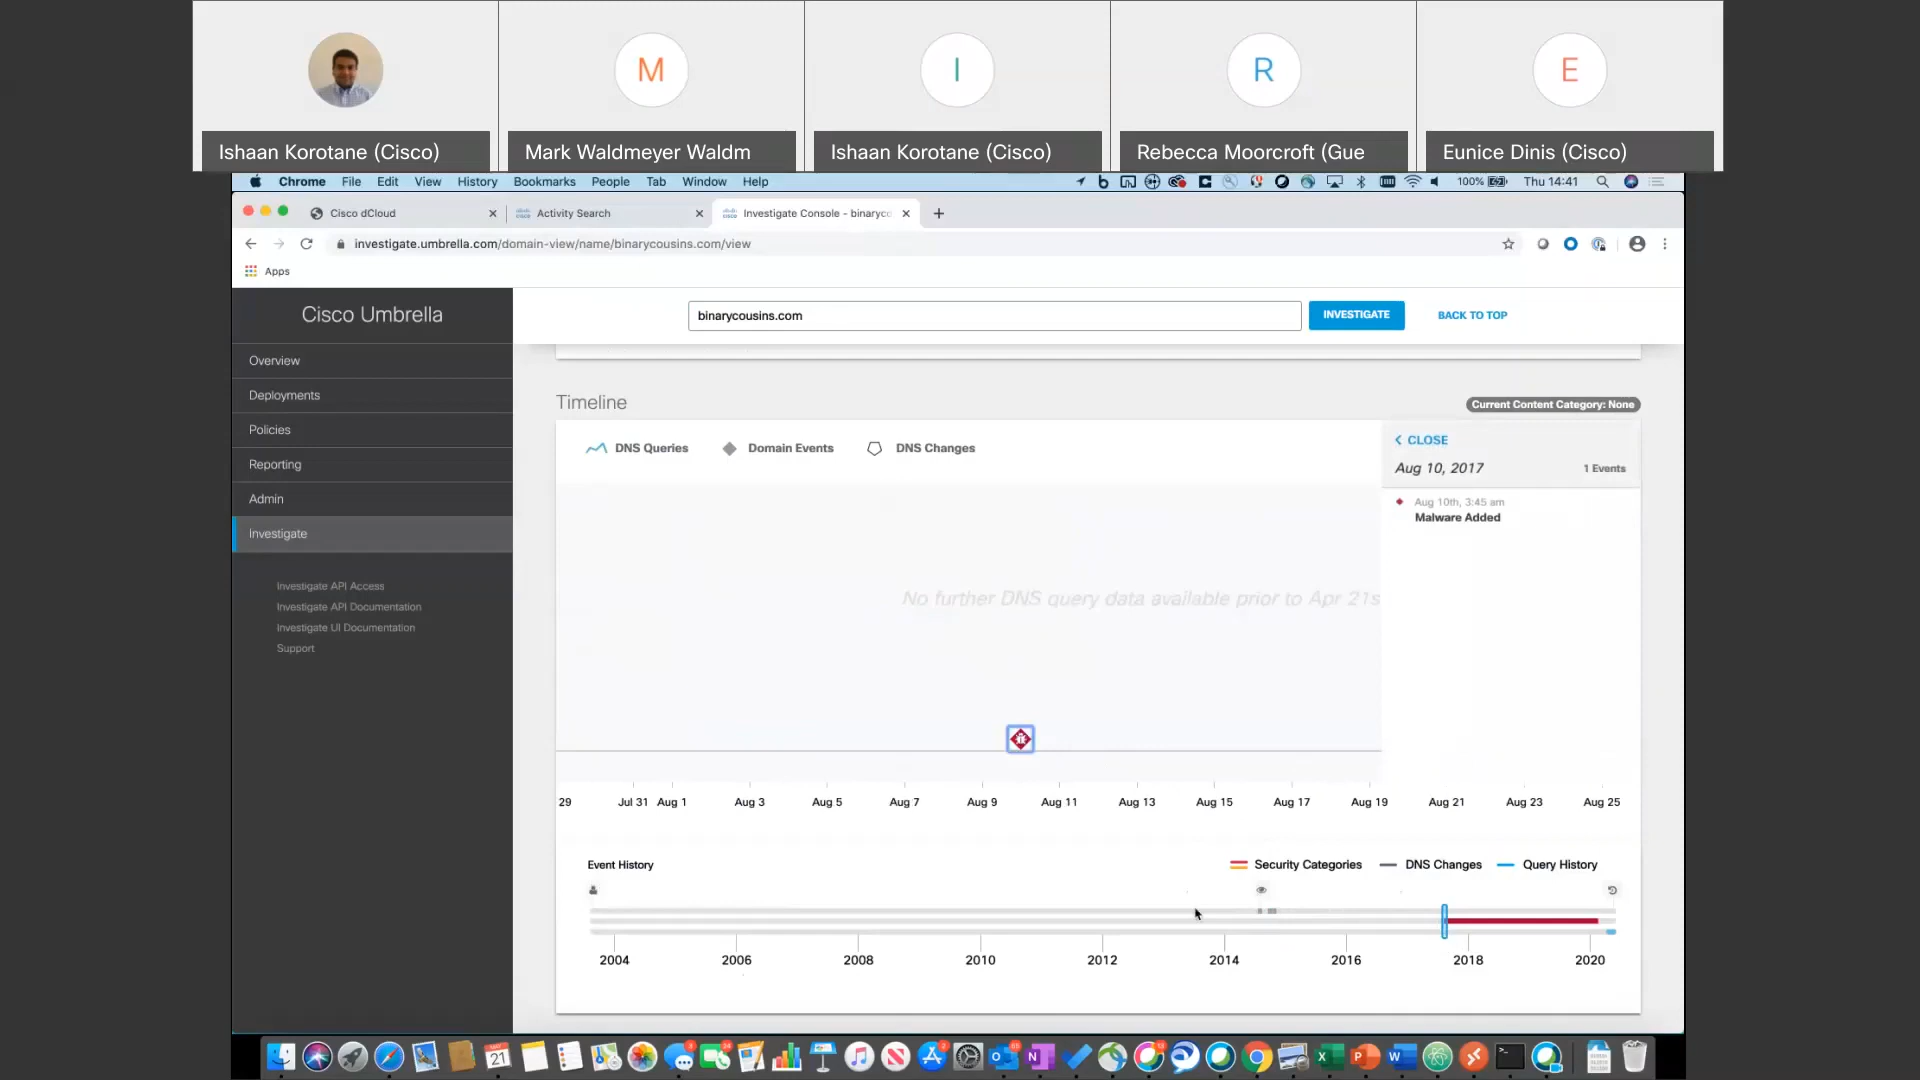 M
I
R
E
Ishaan Korotane (Cisco)
Mark Waldmeyer Waldm
Ishaan Korotane (Cisco)
Rebecca Moorcroft (Gue
Eunice Dinis (Cisco)
Chrome File Edit View History Bookmarks People Tab Window Help
100% Thu 14:41
Cisco dCloud
Activity Search
Investigate Console - binaryco
investigate.umbrella.com/domain-view/name/binarycousins.com/view
Apps
Cisco Umbrella
binarycousins.com
INVESTIGATE
BACK TO TOP
Overview
Deployments
Policies
Reporting
Admin
Investigate
Investigate API Access
Investigate API Documentation
Investigate UI Documentation
Support
Timeline
Current Content Category: None
DNS Queries
Domain Events
DNS Changes
CLOSE
Aug 10, 2017
1 Events
Aug 10th, 3:45 am
Malware Added
No further DNS query data available prior to Apr 21s
29 Jul 31 Aug 1 Aug 3 Aug 5 Aug 7 Aug 9 Aug 11 Aug 13 Aug 15 Aug 17 Aug 19 Aug 21 Aug 23 Aug 25
Event History
Security Categories
DNS Changes
Query History
2004 2006 2008 2010 2012 2014 2016 2018 2020
21